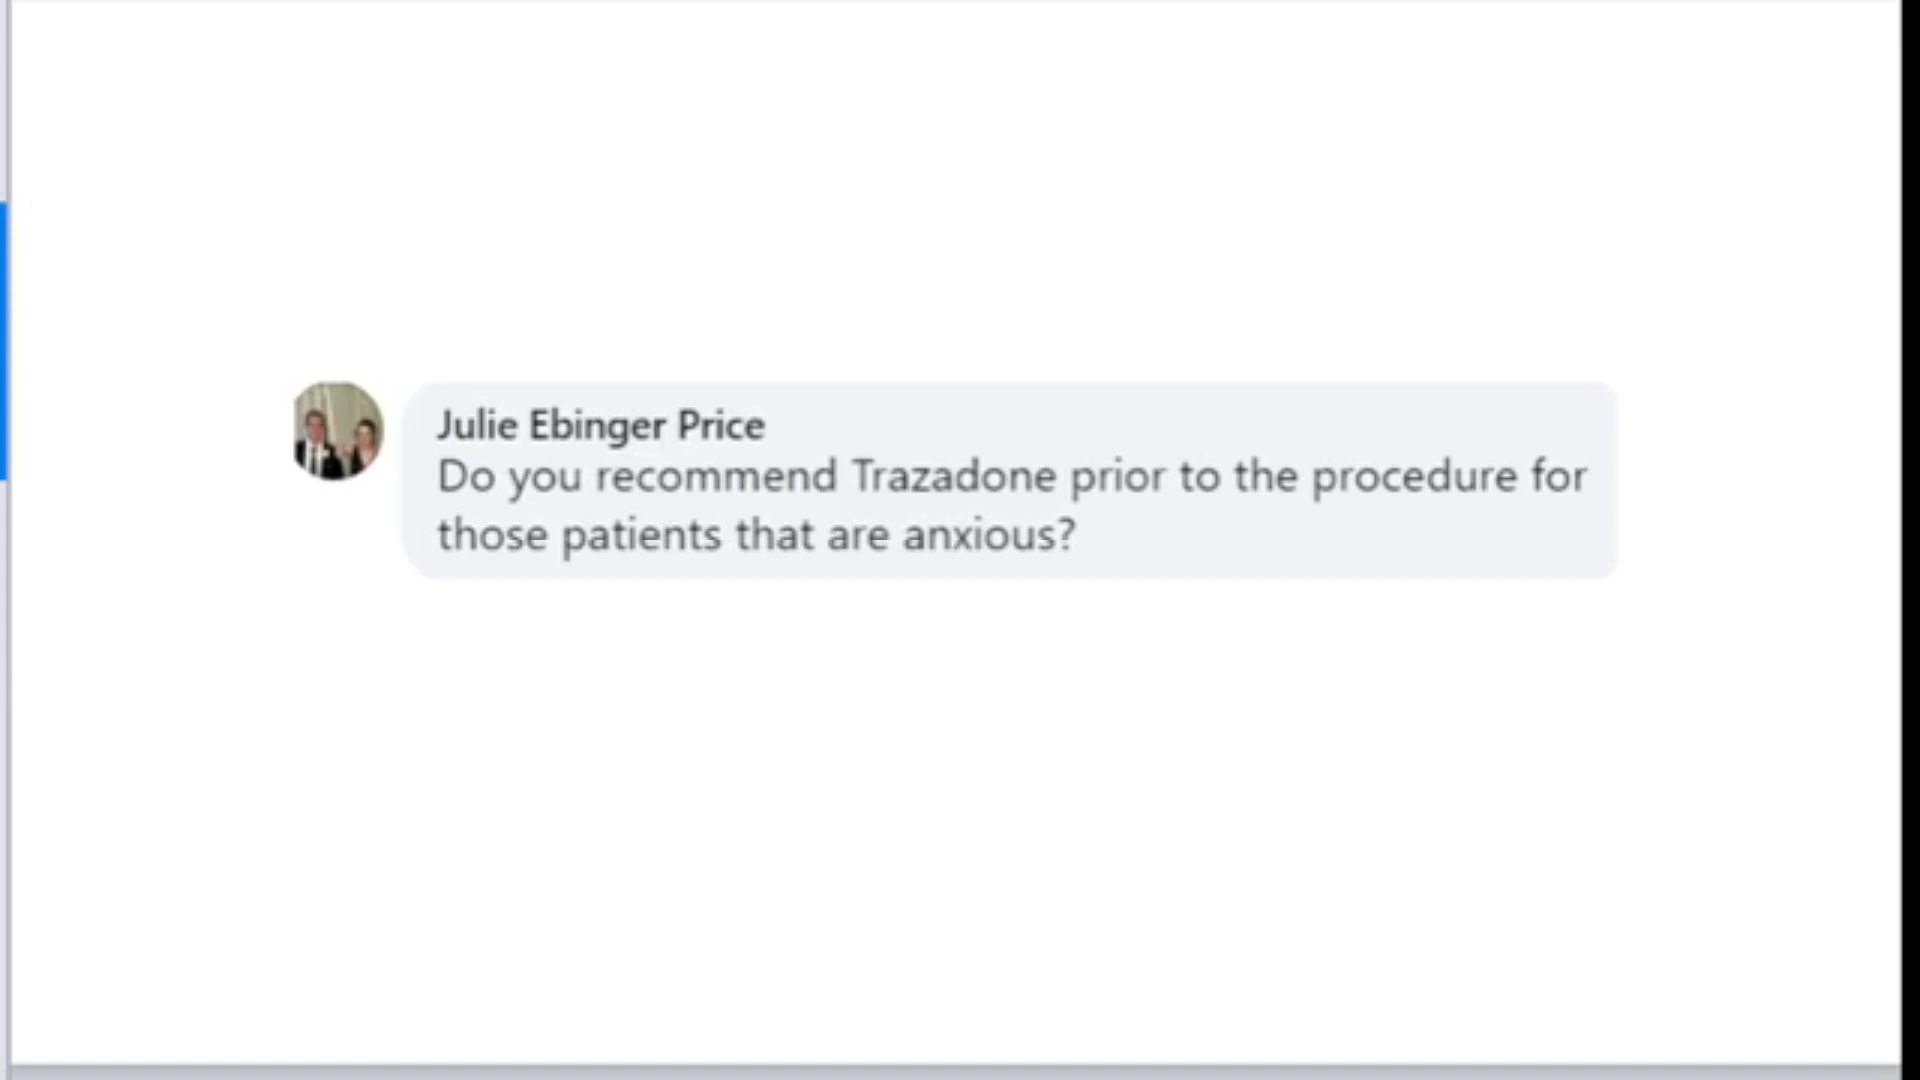 Julie Ebinger Price
Do you recommend Trazadone prior to the procedure for
those patients that are anxious?